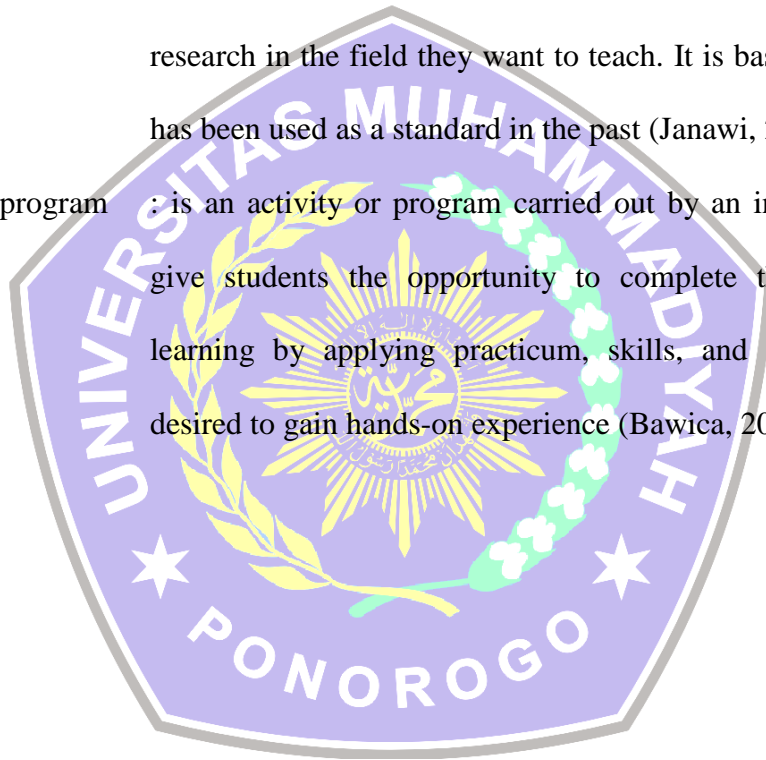 research in the field they want to teach. It is bas
has been used as a standard in the past (Janawi,
program : is an activity or program carried out by an in
give students the opportunity to complete t
learning by applying practicum, skills, and
desired to gain hands-on experience (Bawica, 20
UNIVERSITAS MUHAMMADIYAH
PONOROGO